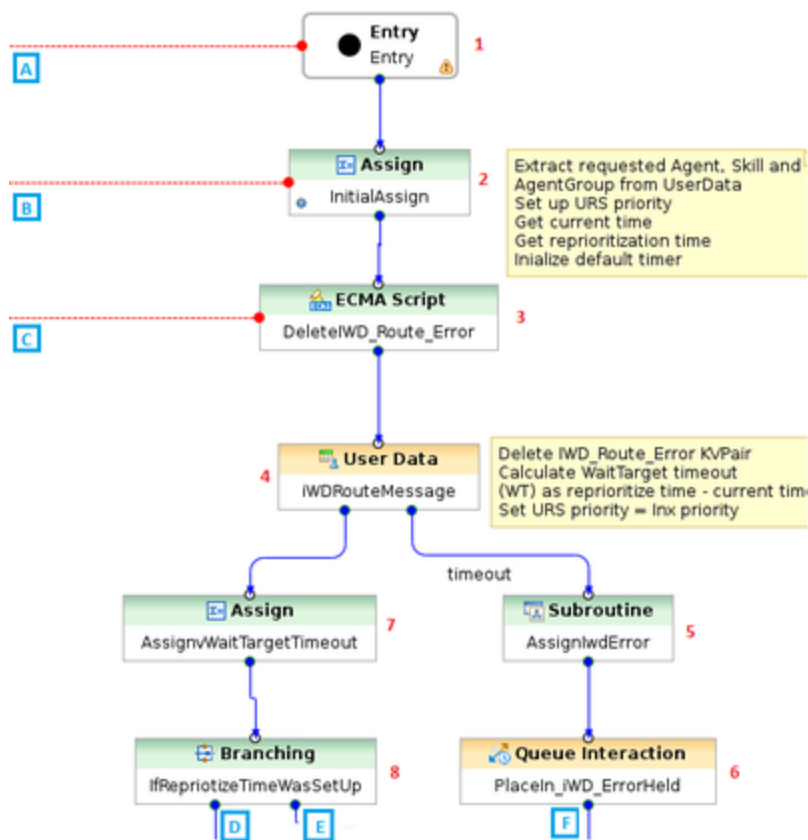 Entry
Entry
1
A
Assign
InitialAssign
2
B
Extract requested Agent, Skill and
AgentGroup from UserData
Set up URS priority
Get current time
Get reprioritization time
Inialize default timer
ECMA Script
DeleteIWD_Route_Error
3
C
User Data
iWDRouteMessage
4
Delete IWD_Route_Error KVPair
Calculate WaitTarget timeout
(WT) as reprioritize time - current tim
Set URS priority = Inx priority
timeout
Assign
AssignvWaitTargetTimeout
7
Subroutine
AssignIwdError
5
Branching
IfRepriotizeTimeWasSetUp
8
Queue Interaction
PlaceIn_iWD_ErrorHeld
6
D
E
F